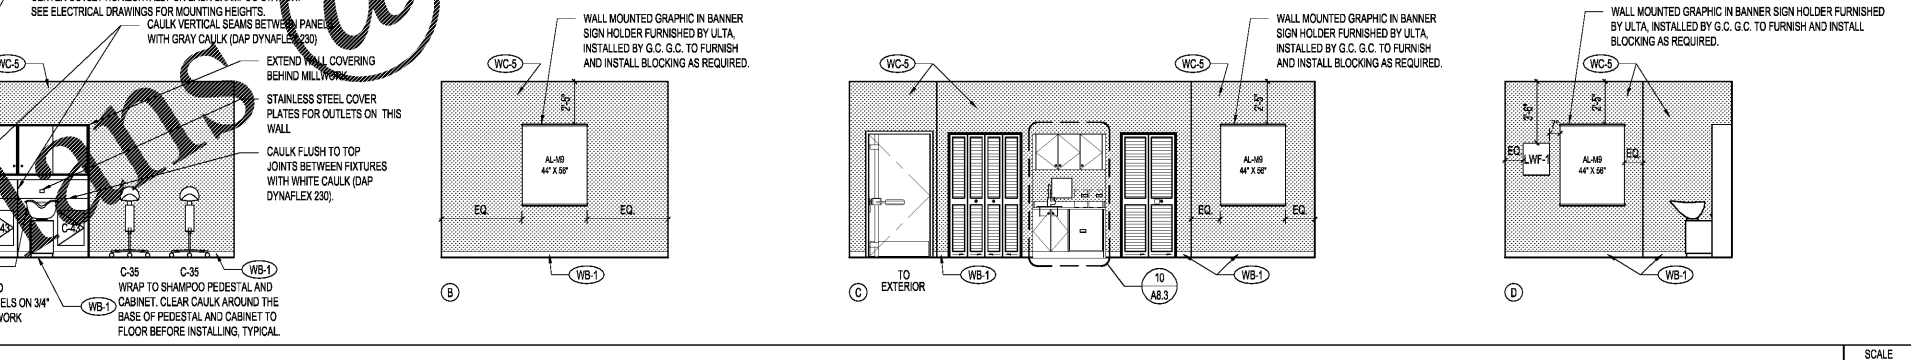 SEE ELECTRICAL DRAWINGS FOR MOUNTING HEIGHTS.
CAULK VERTICAL SEAMS BETWEEN PANELS
WITH GRAY CAULK (DAP DYNAFLEX 230)
WC-5
EXTEND WALL COVERING
BEHIND MILLWORK
STAINLESS STEEL COVER
PLATES FOR OUTLETS ON THIS
WALL
CAULK FLUSH TO TOP
JOINTS BETWEEN FIXTURES
WITH WHITE CAULK (DAP
DYNAFLEX 230).
C-35
C-35
WB-1
WRAP TO SHAMPOO PEDESTAL AND
CABINET. CLEAR CAULK AROUND THE
BASE OF PEDESTAL AND CABINET TO
FLOOR BEFORE INSTALLING, TYPICAL.
WB-1
ELS ON 3/4"
WORK
WALL MOUNTED GRAPHIC IN BANNER
SIGN HOLDER FURNISHED BY ULTA,
INSTALLED BY G.C. G.C. TO FURNISH
AND INSTALL BLOCKING AS REQUIRED.
WC-5
2'-5"
AL-M9
44" X 56"
EQ.
EQ.
WB-1
B
WALL MOUNTED GRAPHIC IN BANNER
SIGN HOLDER FURNISHED BY ULTA,
INSTALLED BY G.C. G.C. TO FURNISH
AND INSTALL BLOCKING AS REQUIRED.
WC-5
WC-5
2'-5"
AL-M9
44" X 56"
EQ.
EQ.
TO
EXTERIOR
WB-1
WB-1
10
A8.3
C
WALL MOUNTED GRAPHIC IN BANNER SIGN HOLDER FURNISHED
BY ULTA, INSTALLED BY G.C. G.C. TO FURNISH AND INSTALL
BLOCKING AS REQUIRED.
WC-5
3'-6"
2'-5"
7"
EQ.
LWF-1
AL-M9
44" X 56"
EQ.
WB-1
D
SCALE
lans @